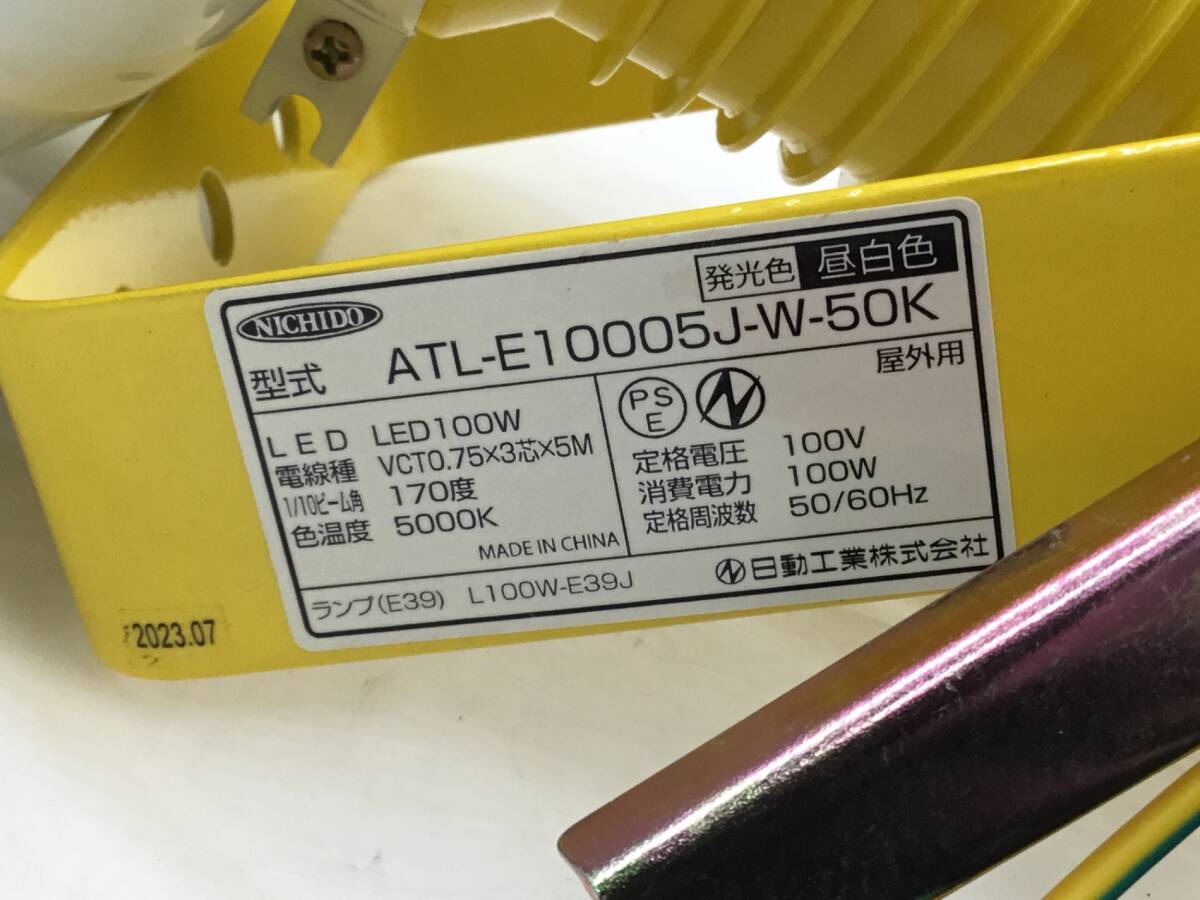 発光色 昼白色
NICHIDO
型式 ATL-E10005J-W-50K
屋外用
LED LED100W
電線種 VCT0.75×3芯×5M
1/10ビーム角 170度
色温度 5000K
MADE IN CHINA
PS
E
定格電圧 100V
消費電力 100W
定格周波数 50/60Hz
ランプ(E39) L100W-E39J
日動工業株式会社
2023.07